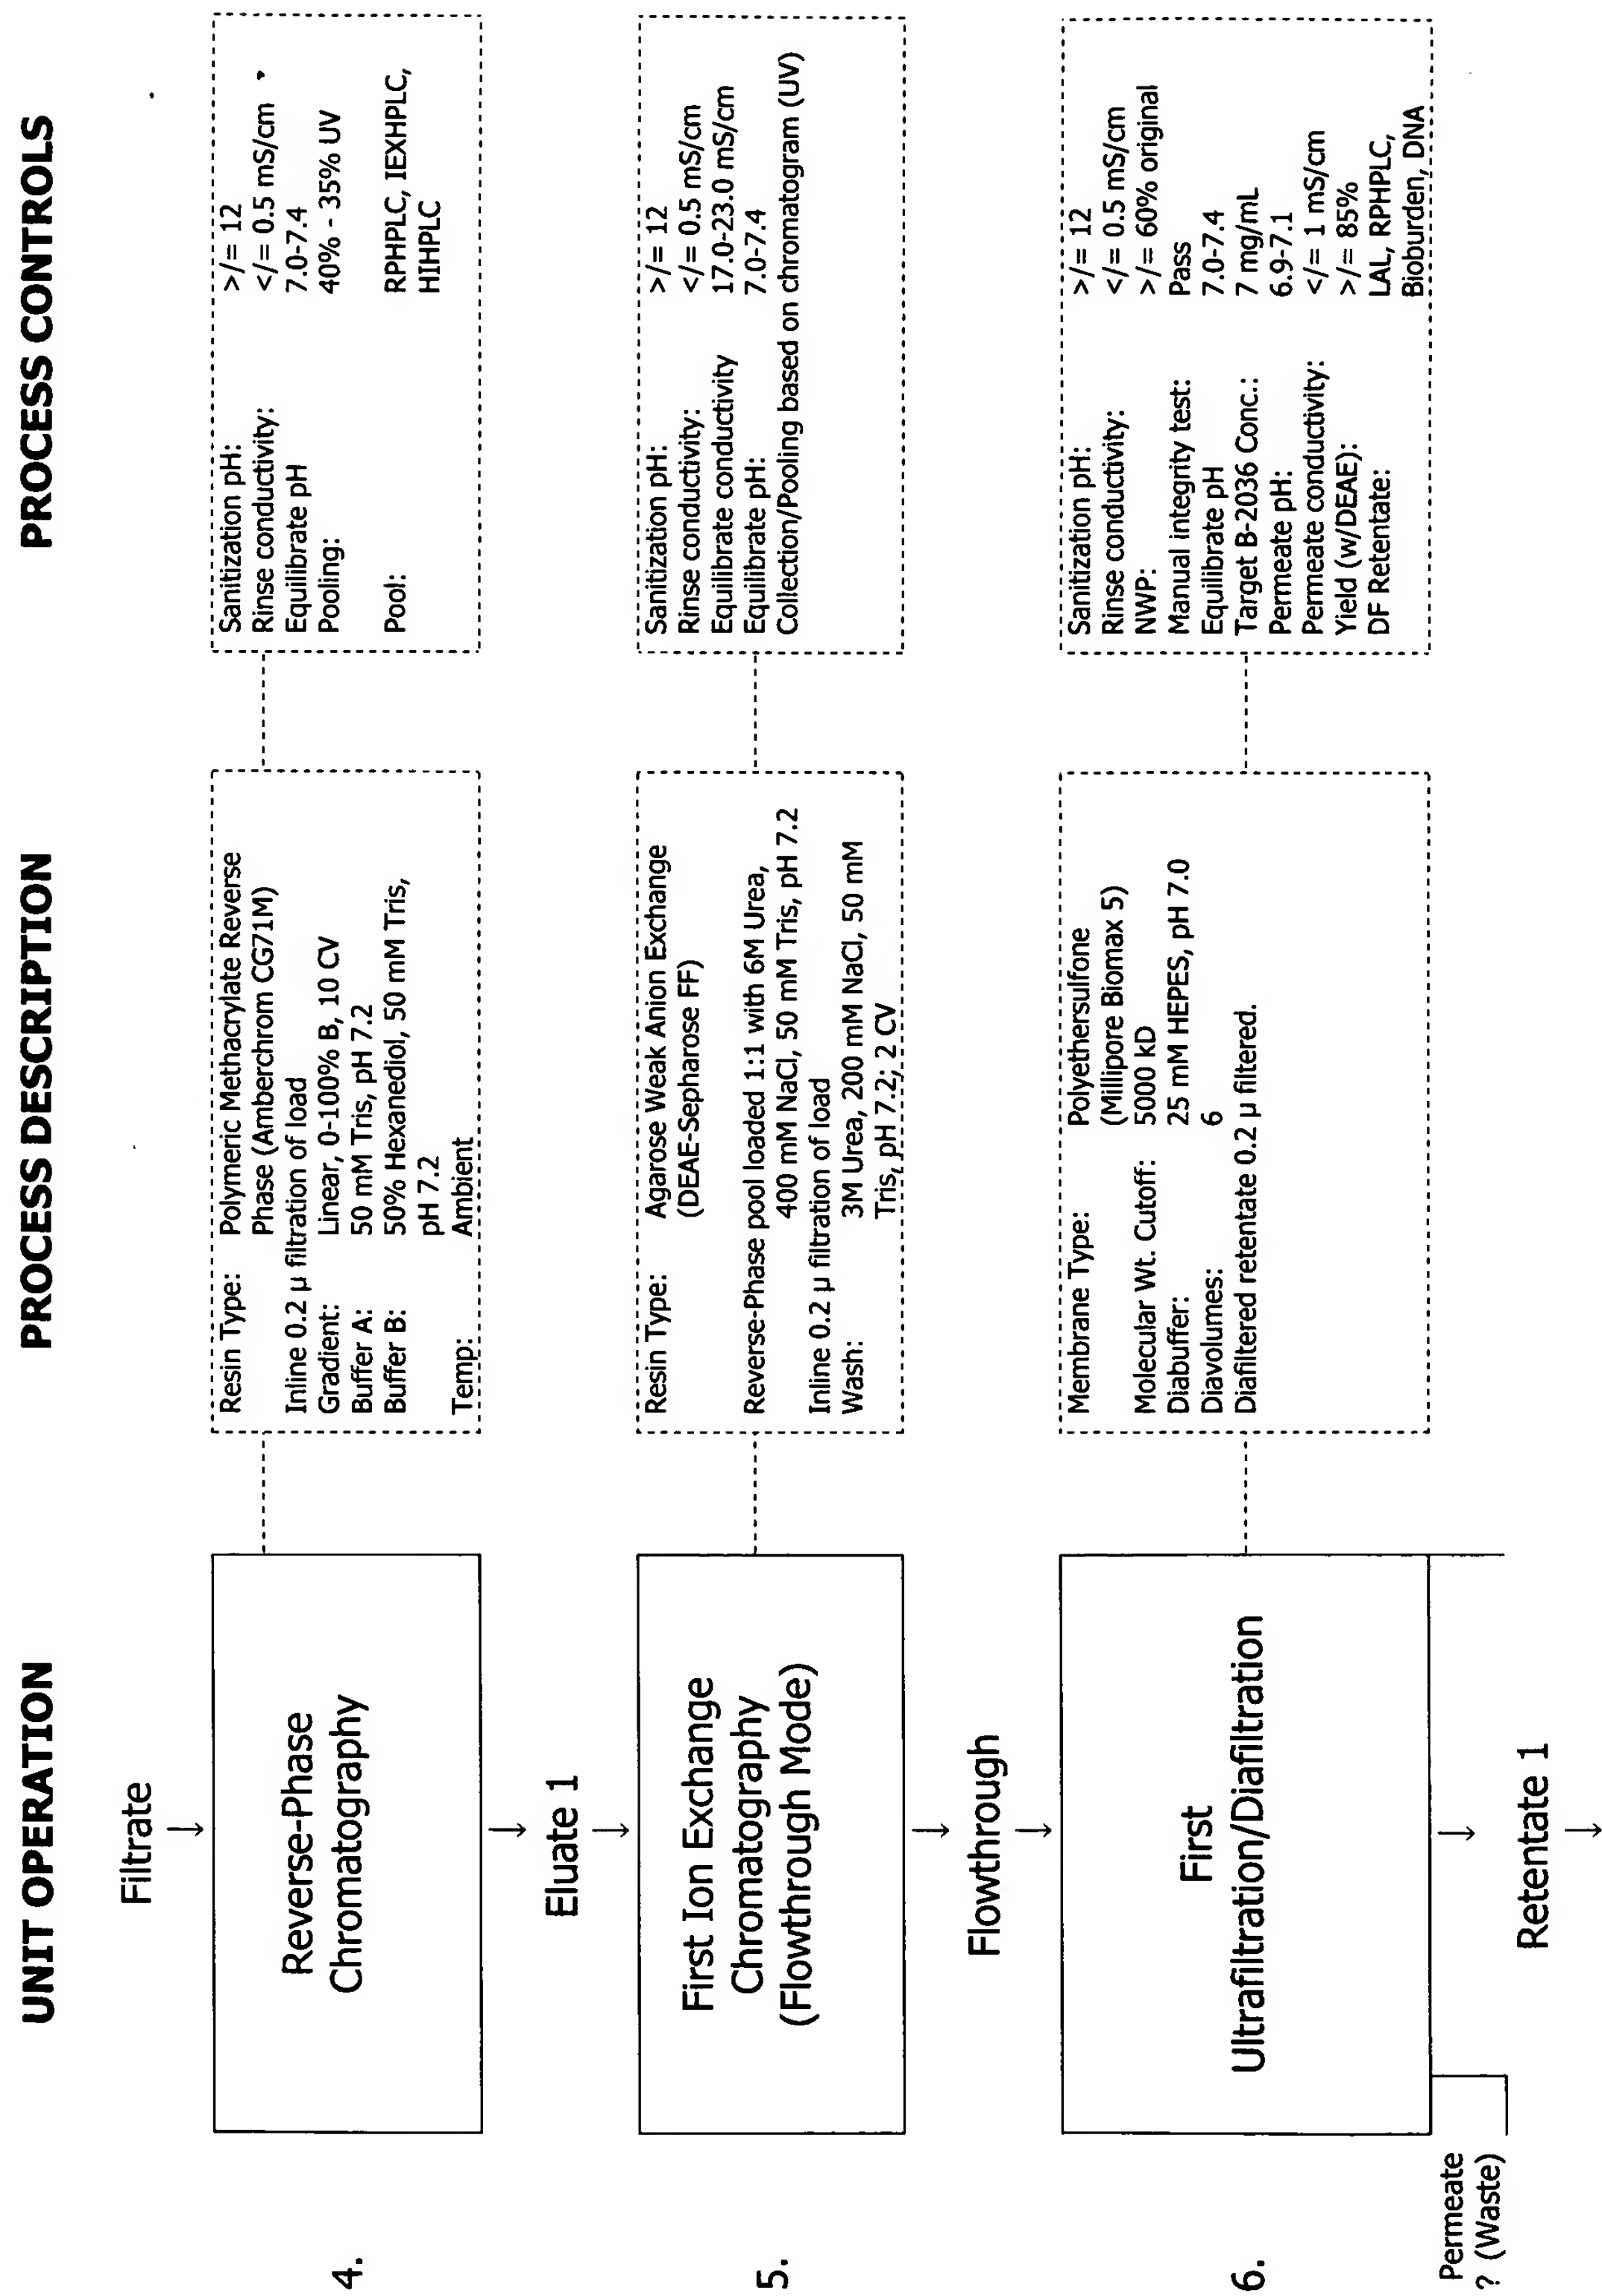 UNIT OPERATION
PROCESS DESCRIPTION
PROCESS CONTROLS
Filtrate
4.
Reverse-Phase
Chromatography
Resin Type: Polymeric Methacrylate Reverse
Phase (Amberchrom CG71M)
Inline 0.2 µ filtration of load
Gradient: Linear, 0-100% B, 10 CV
Buffer A: 50 mM Tris, pH 7.2
Buffer B: 50% Hexanediol, 50 mM Tris,
pH 7.2
Temp: Ambient
Sanitization pH: >/= 12
Rinse conductivity: </= 0.5 mS/cm
Equilibrate pH 7.0-7.4
Pooling: 40% - 35% UV
Pool: RPHPLC, IEXHPLC,
HIHPLC
Eluate 1
5.
First Ion Exchange
Chromatography
(Flowthrough Mode)
Resin Type: Agarose Weak Anion Exchange
(DEAE-Sepharose FF)
Reverse-Phase pool loaded 1:1 with 6M Urea,
400 mM NaCl, 50 mM Tris, pH 7.2
Inline 0.2 µ filtration of load
Wash: 3M Urea, 200 mM NaCl, 50 mM
Tris, pH 7.2; 2 CV
Sanitization pH: >/= 12
Rinse conductivity: </= 0.5 mS/cm
Equilibrate conductivity 17.0-23.0 mS/cm
Equilibrate pH: 7.0-7.4
Collection/Pooling based on chromatogram (UV)
Flowthrough
6.
First
Ultrafiltration/Diafiltration
Membrane Type: Polyethersulfone
(Millipore Biomax 5)
Molecular Wt. Cutoff: 5000 kD
Diabuffer: 25 mM HEPES, pH 7.0
Diavolumes: 6
Diafiltered retentate 0.2 µ filtered.
Sanitization pH: >/= 12
Rinse conductivity: </= 0.5 mS/cm
NWP: >/= 60% original
Manual integrity test: Pass
Equilibrate pH 7.0-7.4
Target B-2036 Conc.: 7 mg/mL
Permeate pH: 6.9-7.1
Permeate conductivity: </= 1 mS/cm
Yield (w/DEAE): >/= 85%
DF Retentate: LAL, RPHPLC,
Bioburden, DNA
Permeate
? (Waste)
Retentate 1